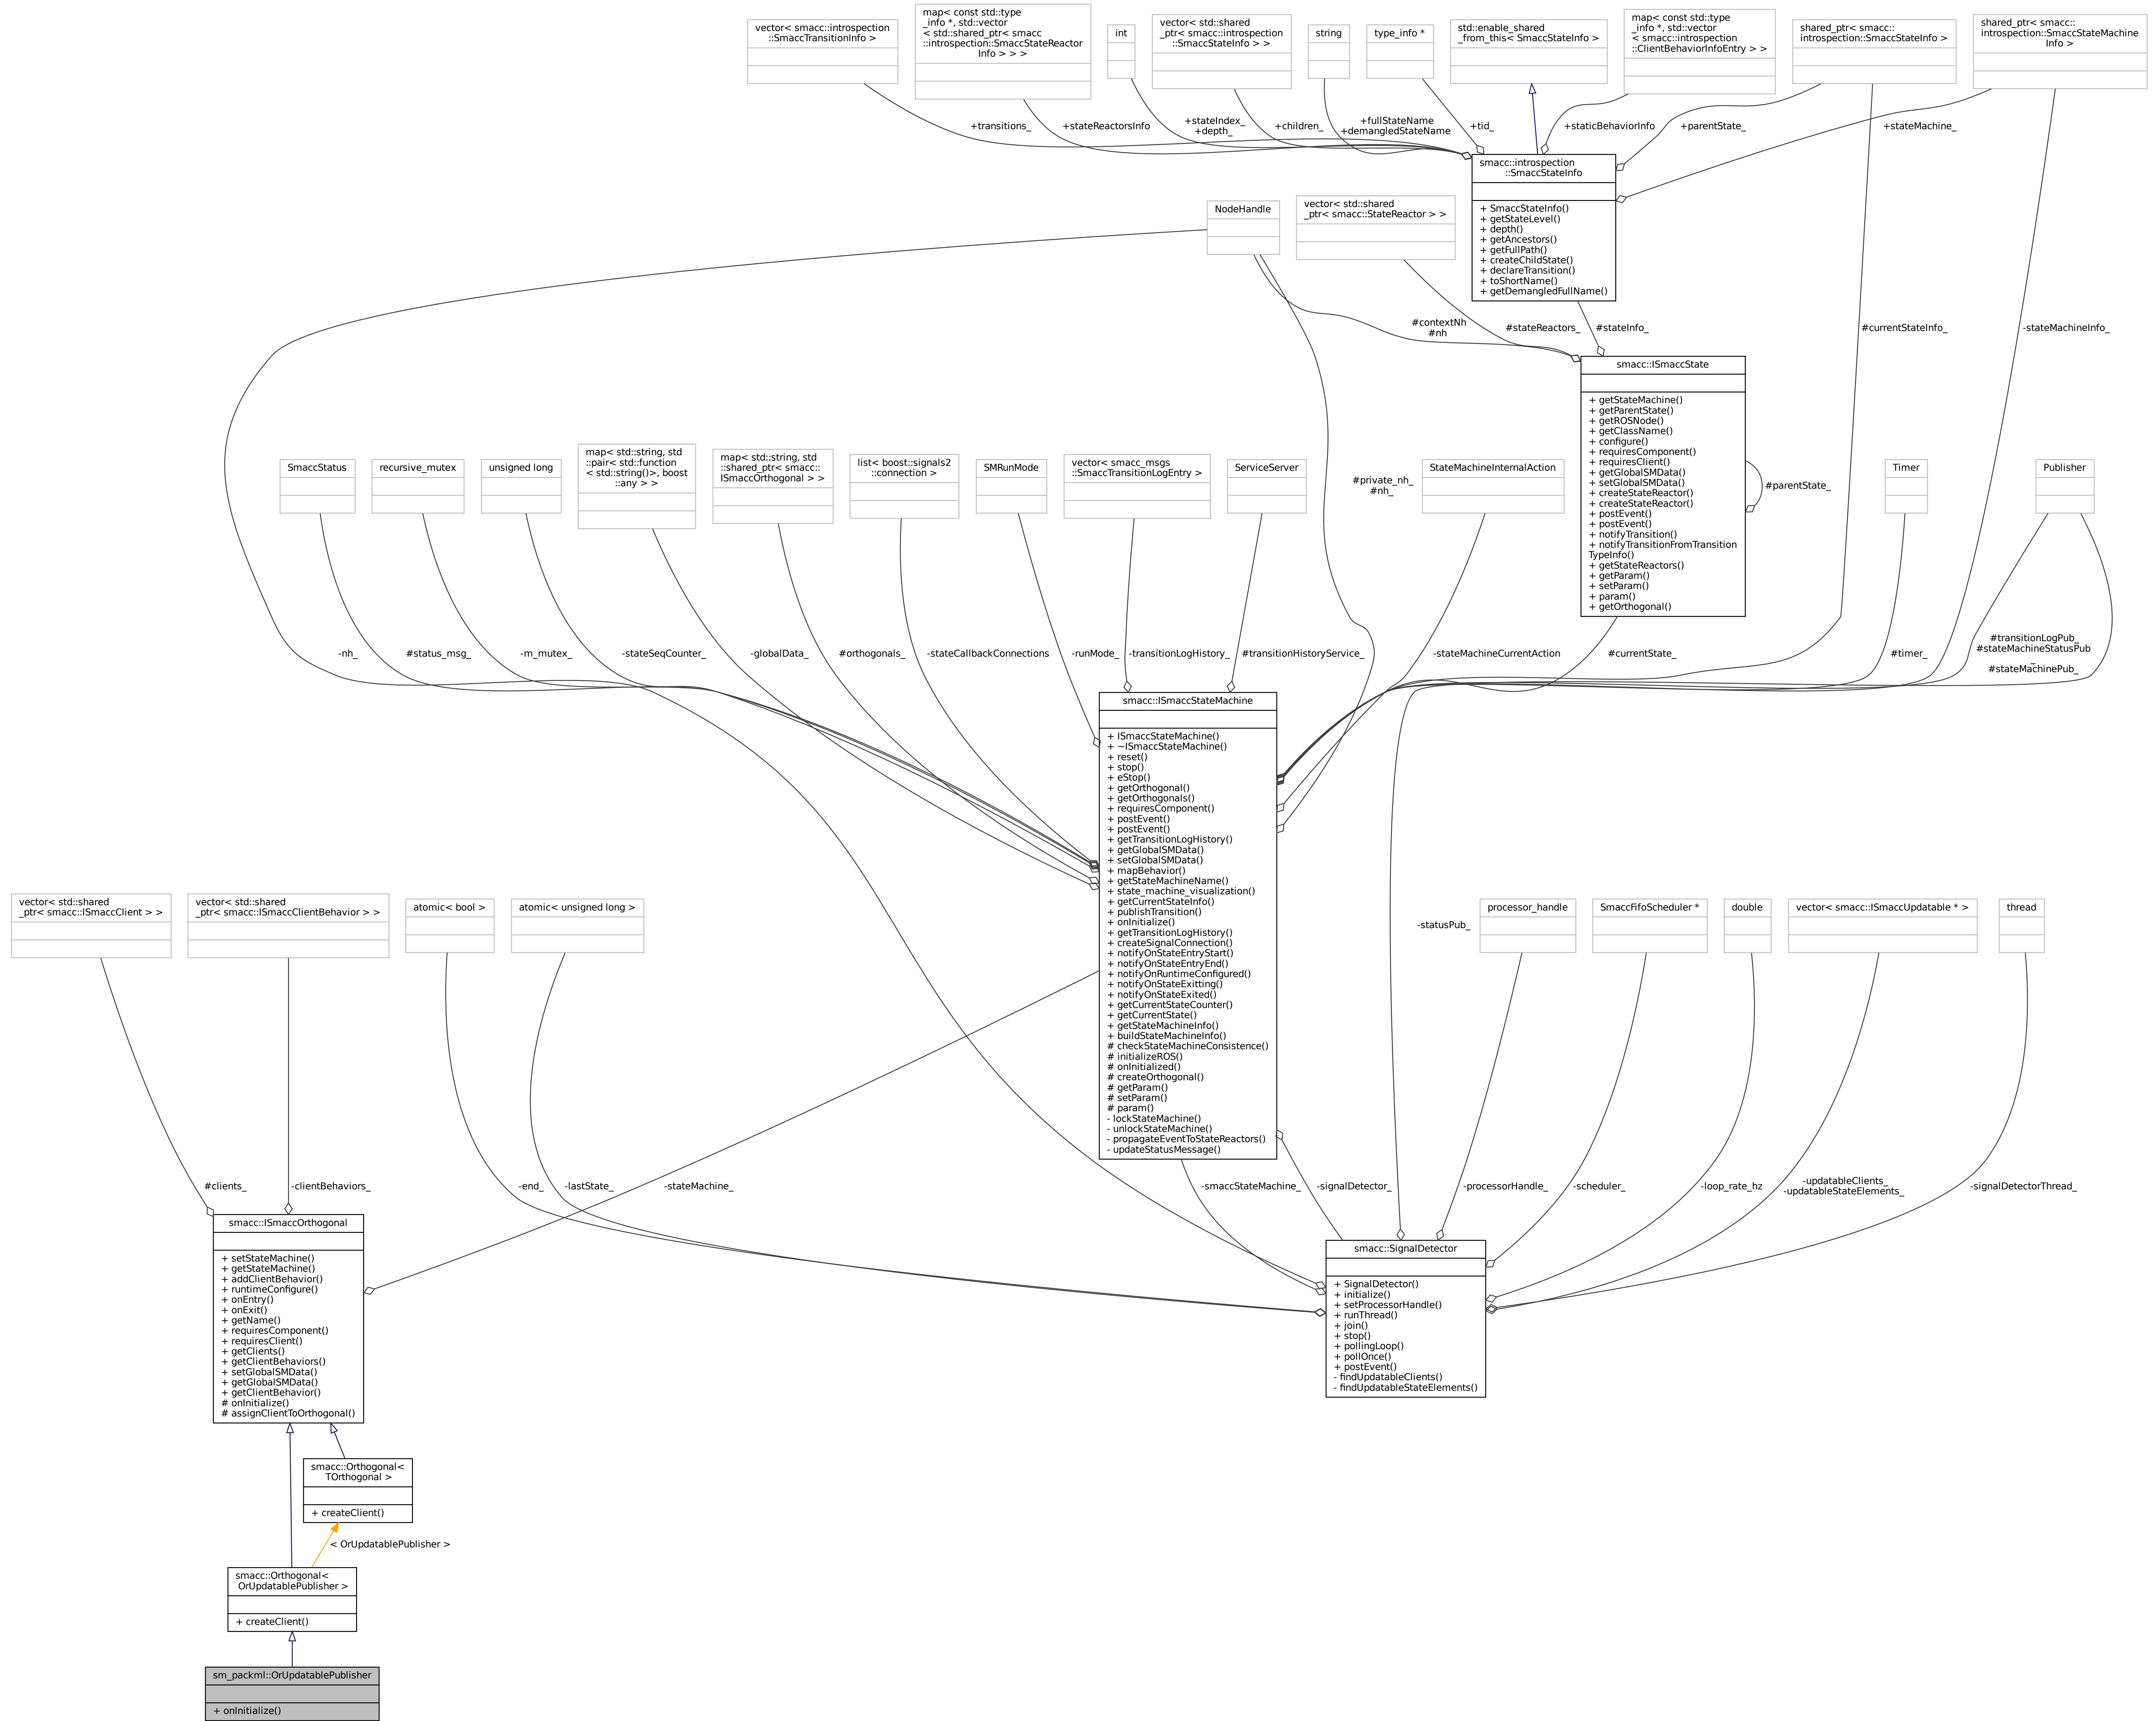 vector< smacc::introspection
::SmaccTransitionInfo >
map< const std::type
_info *, std::vector
< std::shared_ptr< smacc
::introspection::SmaccStateReactor
Info > > >
int
vector< std::shared
_ptr< smacc::introspection
::SmaccStateInfo > >
string
type_info *
std::enable_shared
_from_this< SmaccStateInfo >
map< const std::type
_info *, std::vector
< smacc::introspection
::ClientBehaviorInfoEntry > >
shared_ptr< smacc::
introspection::SmaccStateInfo >
shared_ptr< smacc::
introspection::SmaccStateMachine
Info >
+transitions_
+stateReactorsInfo
+stateIndex_
+depth_
+children_
+fullStateName
+demangledStateName
+tid_
+staticBehaviorInfo
+parentState_
+stateMachine_
smacc::introspection
::SmaccStateInfo
+ SmaccStateInfo()
+ getStateLevel()
+ depth()
+ getAncestors()
+ getFullPath()
+ createChildState()
+ declareTransition()
+ toShortName()
+ getDemangledFullName()
NodeHandle
vector< std::shared
_ptr< smacc::StateReactor > >
#contextNh
#nh
#stateReactors_
#stateInfo_
#currentStateInfo_
-stateMachineInfo_
smacc::ISmaccState
+ getStateMachine()
+ getParentState()
+ getROSNode()
+ getClassName()
+ configure()
+ requiresComponent()
+ requiresClient()
+ getGlobalSMData()
+ setGlobalSMData()
+ createStateReactor()
+ createStateReactor()
+ postEvent()
+ postEvent()
+ notifyTransition()
+ notifyTransitionFromTransition
TypeInfo()
+ getStateReactors()
+ getParam()
+ setParam()
+ param()
+ getOrthogonal()
#parentState_
SmaccStatus
recursive_mutex
unsigned long
map< std::string, std
::pair< std::function
< std::string()>, boost
::any > >
map< std::string, std
::shared_ptr< smacc::
ISmaccOrthogonal > >
list< boost::signals2
::connection >
SMRunMode
vector< smacc_msgs
::SmaccTransitionLogEntry >
ServiceServer
#private_nh_
#nh_
StateMachineInternalAction
Timer
Publisher
-nh_
#status_msg_
-m_mutex_
-stateSeqCounter_
-globalData_
#orthogonals_
-stateCallbackConnections
-runMode_
-transitionLogHistory_
#transitionHistoryService_
-stateMachineCurrentAction
#currentState_
#timer_
#transitionLogPub_
#stateMachineStatusPub
_
#stateMachinePub_
smacc::ISmaccStateMachine
+ ISmaccStateMachine()
+ ~ISmaccStateMachine()
+ reset()
+ stop()
+ eStop()
+ getOrthogonal()
+ getOrthogonals()
+ requiresComponent()
+ postEvent()
+ postEvent()
+ getTransitionLogHistory()
+ getGlobalSMData()
+ setGlobalSMData()
+ mapBehavior()
+ getStateMachineName()
+ state_machine_visualization()
+ getCurrentStateInfo()
+ publishTransition()
+ onInitialize()
+ getTransitionLogHistory()
+ createSignalConnection()
+ notifyOnStateEntryStart()
+ notifyOnStateEntryEnd()
+ notifyOnRuntimeConfigured()
+ notifyOnStateExitting()
+ notifyOnStateExited()
+ getCurrentStateCounter()
+ getCurrentState()
+ getStateMachineInfo()
+ buildStateMachineInfo()
# checkStateMachineConsistence()
# initializeROS()
# onInitialized()
# createOrthogonal()
# getParam()
# setParam()
# param()
- lockStateMachine()
- unlockStateMachine()
- propagateEventToStateReactors()
- updateStatusMessage()
vector< std::shared
_ptr< smacc::ISmaccClient > >
vector< std::shared
_ptr< smacc::ISmaccClientBehavior > >
atomic< bool >
atomic< unsigned long >
-statusPub_
processor_handle
SmaccFifoScheduler *
double
vector< smacc::ISmaccUpdatable * >
thread
#clients_
-clientBehaviors_
-end_
-lastState_
-stateMachine_
-smaccStateMachine_
-signalDetector_
-processorHandle_
-scheduler_
-loop_rate_hz
-updatableClients_
-updatableStateElements_
-signalDetectorThread_
smacc::ISmaccOrthogonal
+ setStateMachine()
+ getStateMachine()
+ addClientBehavior()
+ runtimeConfigure()
+ onEntry()
+ onExit()
+ getName()
+ requiresComponent()
+ requiresClient()
+ getClients()
+ getClientBehaviors()
+ setGlobalSMData()
+ getGlobalSMData()
+ getClientBehavior()
# onInitialize()
# assignClientToOrthogonal()
smacc::SignalDetector
+ SignalDetector()
+ initialize()
+ setProcessorHandle()
+ runThread()
+ join()
+ stop()
+ pollingLoop()
+ pollOnce()
+ postEvent()
- findUpdatableClients()
- findUpdatableStateElements()
smacc::Orthogonal<
TOrthogonal >
+ createClient()
< OrUpdatablePublisher >
smacc::Orthogonal<
OrUpdatablePublisher >
+ createClient()
sm_packml::OrUpdatablePublisher
+ onInitialize()